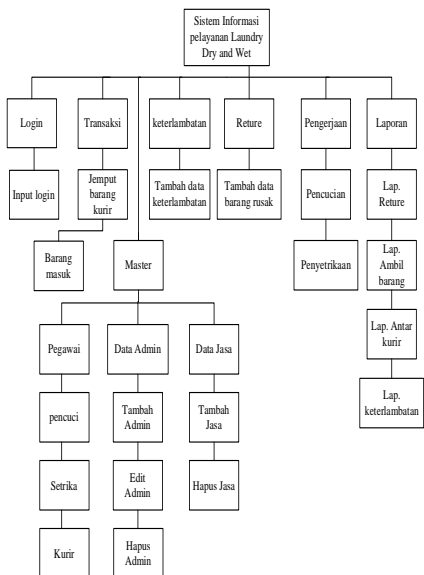 Sistem Informasi
pelayanan Laundry
Dry and Wet
Login
Transaksi
keterlambatan
Reture
Pengerjaan
Laporan
Input login
Jemput
barang
kurir
Tambah data
keterlambatan
Tambah data
barang rusak
Pencucian
Lap.
Reture
Barang
masuk
Master
Penyetrikaan
Lap.
Ambil
barang
Pegawai
Data Admin
Data Jasa
Lap. Antar
kurir
pencuci
Tambah
Admin
Tambah
Jasa
Lap.
keterlambatan
Setrika
Edit
Admin
Hapus Jasa
Kurir
Hapus
Admin